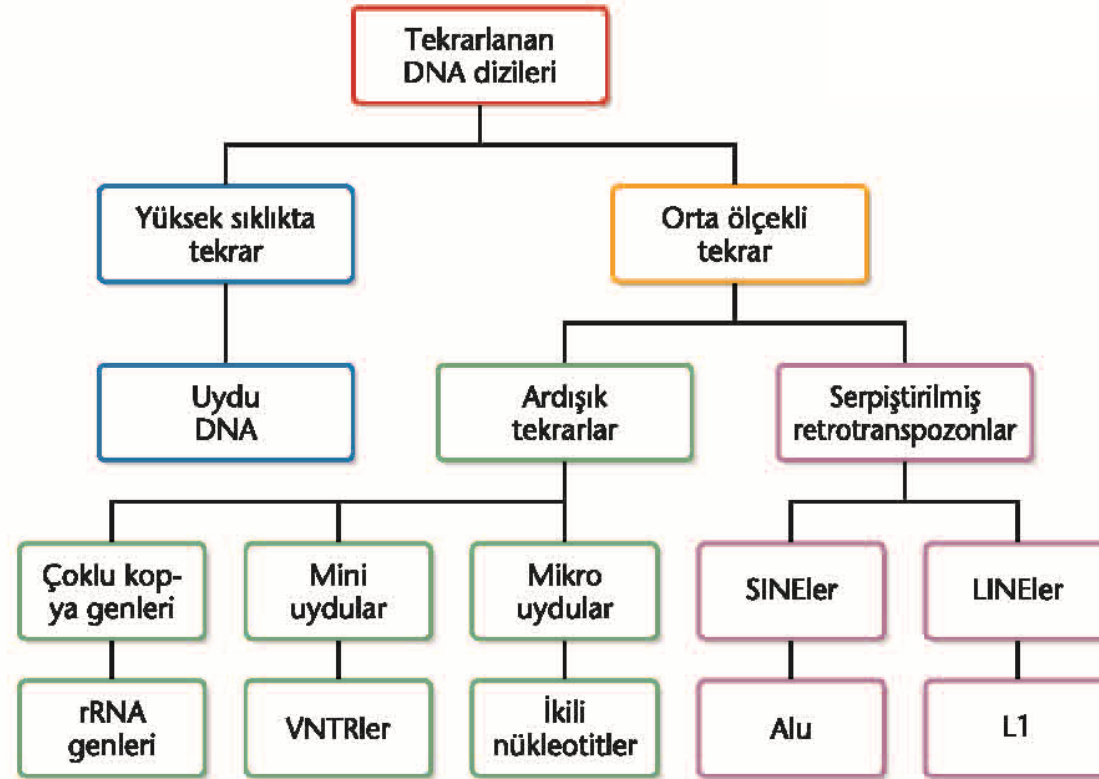 Tekrarlanan
DNA dizileri
Yüksek sıklıkta
tekrar
Orta ölçekli
tekrar
Uydu
DNA
Ardışık
tekrarlar
Serpiştirilmiş
retrotranspozonlar
Çoklu kop-
ya genleri
Mini
uydular
Mikro
uydular
SINEler
LINEler
rRNA
genleri
VNTRler
İkili
nükleotitler
Alu
L1